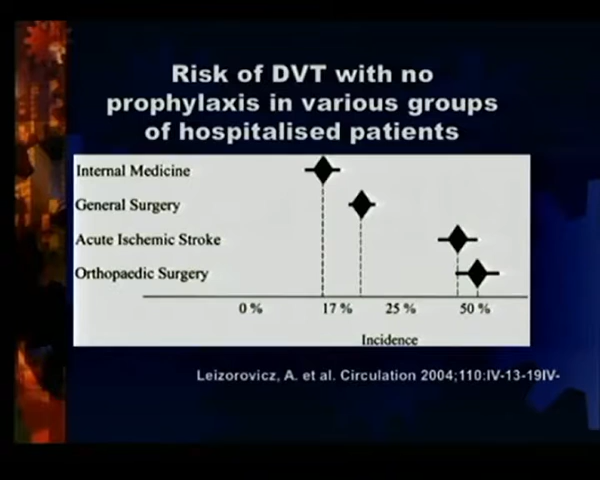 Risk of DVT with no
prophylaxis in various groups
of hospitalised patients
Internal Medicine
General Surgery
Acute Ischemic Stroke
Orthopaedic Surgery
0 % 17 % 25 % 50 %
Incidence
Leizorovicz, A. et al. Circulation 2004;110:IV-13-19IV-